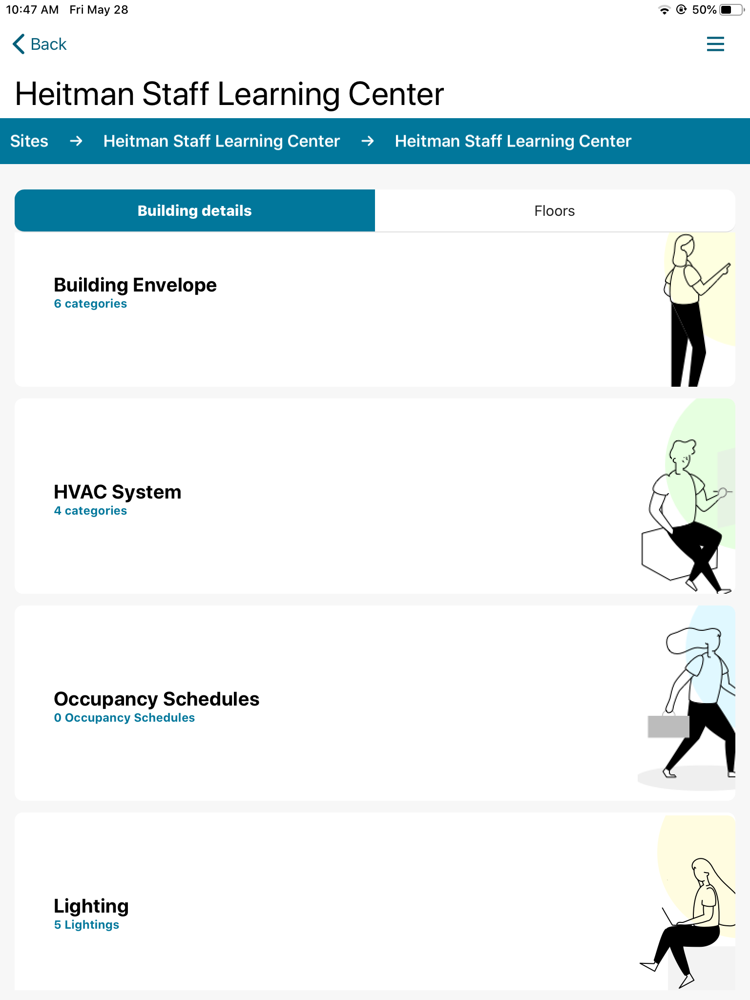 10:47 AM Fri May 28 50%
Back
Heitman Staff Learning Center
Sites → Heitman Staff Learning Center → Heitman Staff Learning Center
Building details Floors
Building Envelope
6 categories
HVAC System
4 categories
Occupancy Schedules
0 Occupancy Schedules
Lighting
5 Lightings